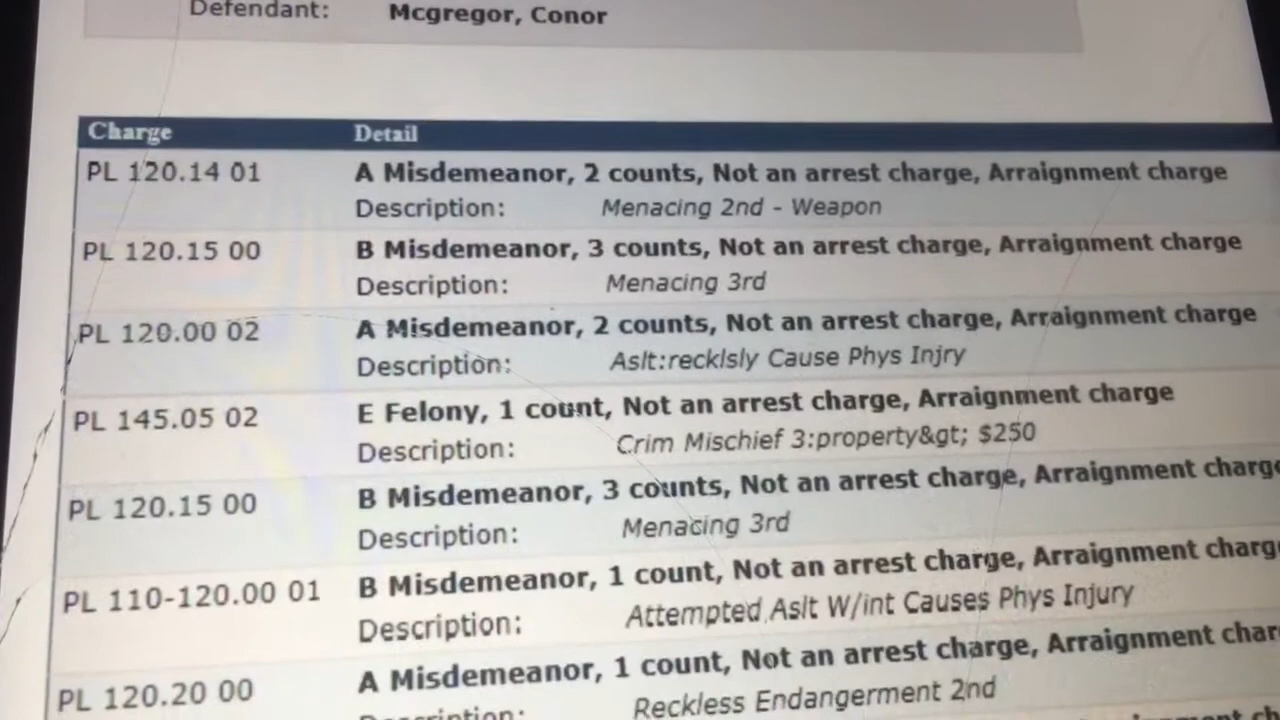 Defendant: Mcgregor, Conor
Charge Detail
PL 120.14 01 A Misdemeanor, 2 counts, Not an arrest charge, Arraignment charge
Description: Menacing 2nd - Weapon
PL 120.15 00 B Misdemeanor, 3 counts, Not an arrest charge, Arraignment charge
Description: Menacing 3rd
PL 120.00 02 A Misdemeanor, 2 counts, Not an arrest charge, Arraignment charge
Description: Aslt:recklsly Cause Phys Injry
PL 145.05 02 E Felony, 1 count, Not an arrest charge, Arraignment charge
Description: Crim Mischief 3:property&gt; $250
PL 120.15 00 B Misdemeanor, 3 counts, Not an arrest charge, Arraignment charge
Description: Menacing 3rd
PL 110-120.00 01 B Misdemeanor, 1 count, Not an arrest charge, Arraignment charg
Description: Attempted Aslt W/int Causes Phys Injury
PL 120.20 00 A Misdemeanor, 1 count, Not an arrest charge, Arraignment char
Description: Reckless Endangerment 2nd